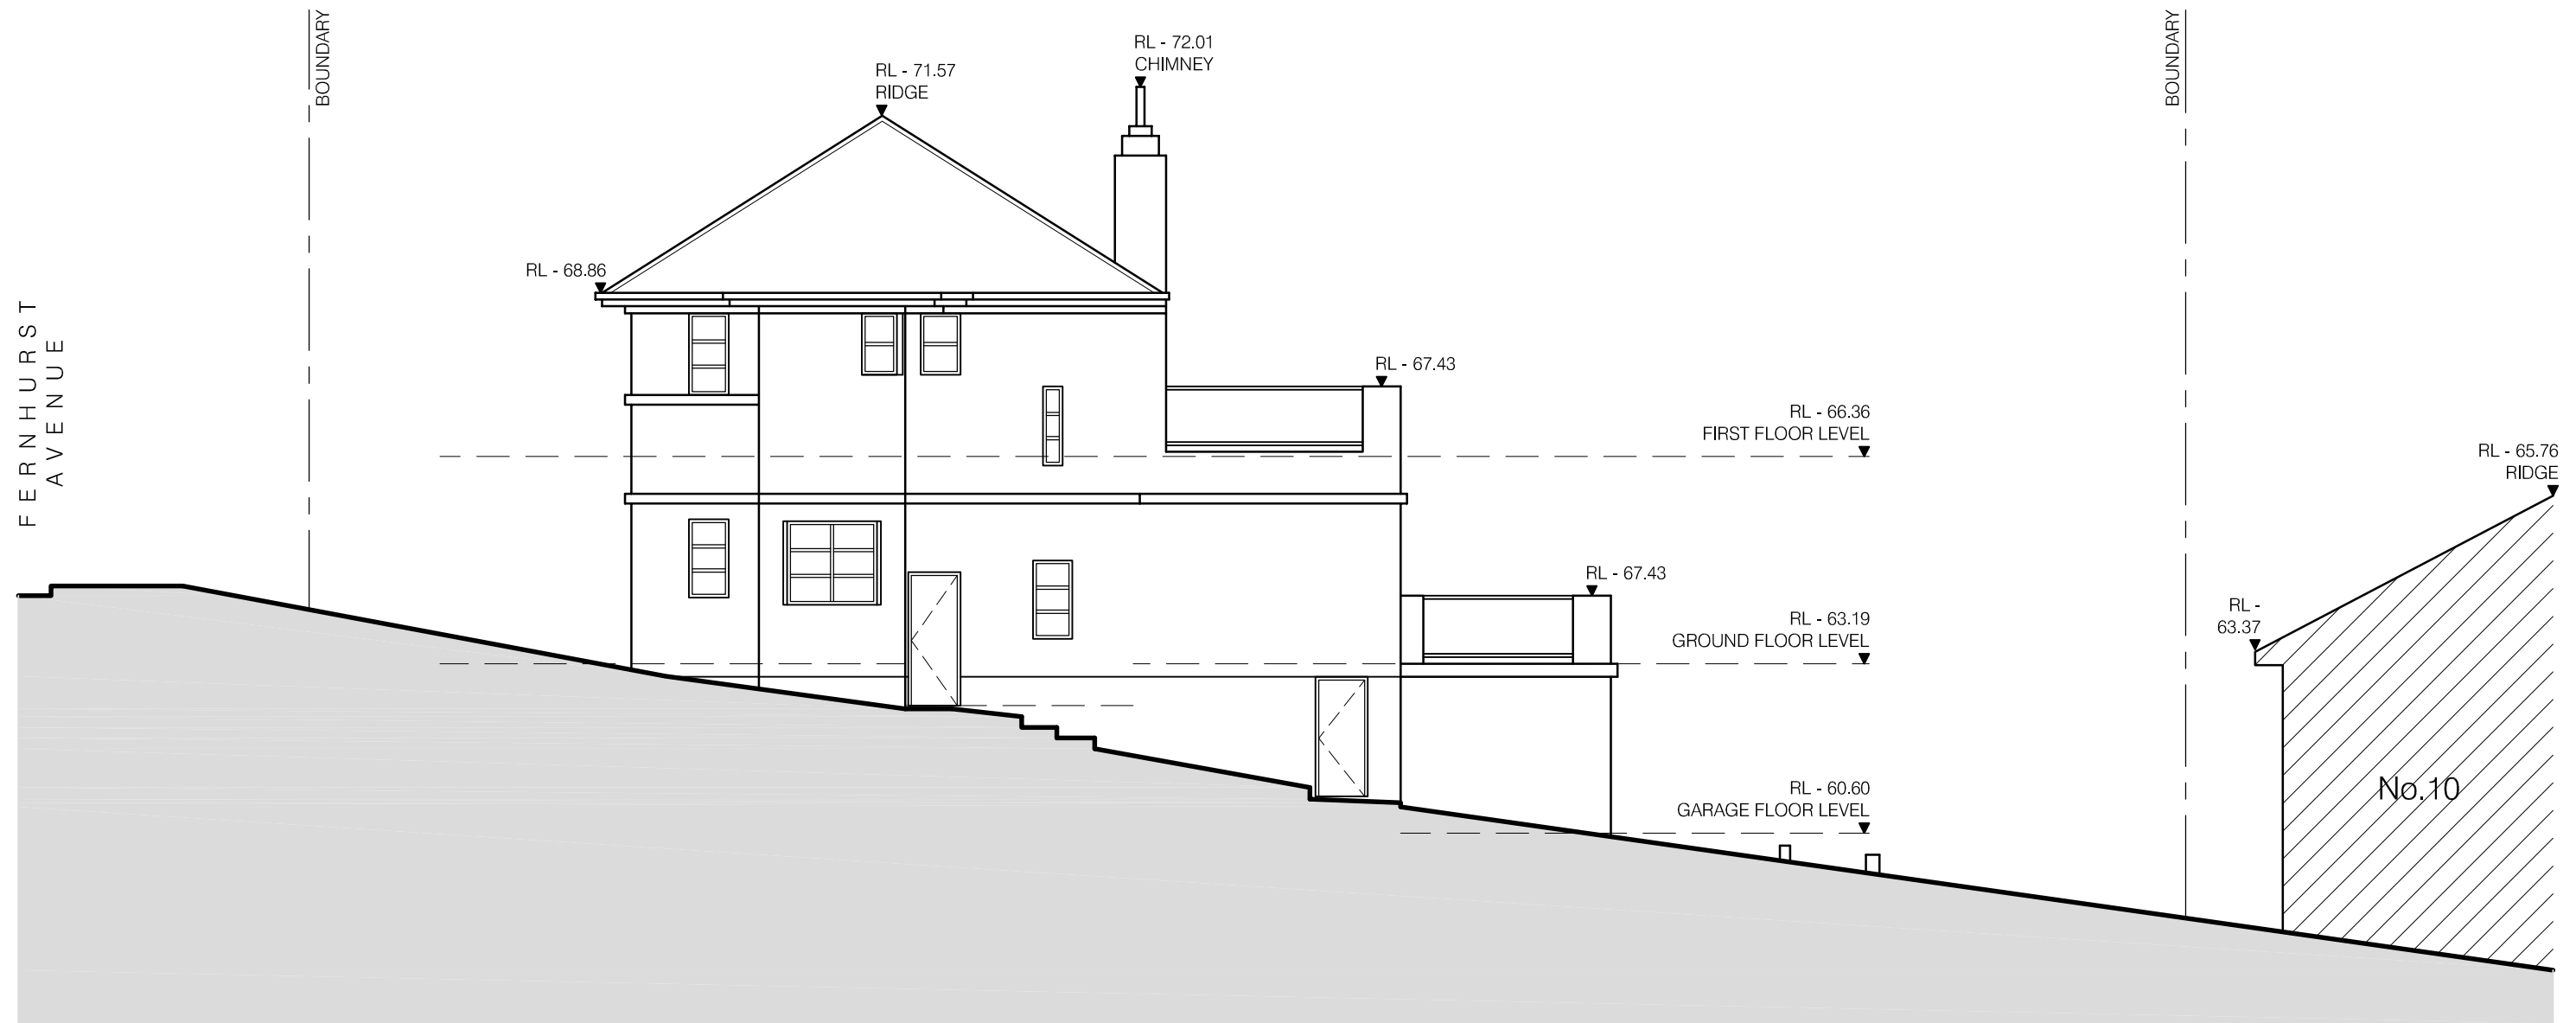 BOUNDARY
RL - 72.01
CHIMNEY
BOUNDARY
RL - 71.57
RIDGE
RL - 68.86
FERNHURST
AVENUE
RL - 67.43
RL - 66.36
FIRST FLOOR LEVEL
RL - 65.76
RIDGE
RL - 67.43
RL - 63.19
GROUND FLOOR LEVEL
RL -
63.37
RL - 60.60
GARAGE FLOOR LEVEL
No.10